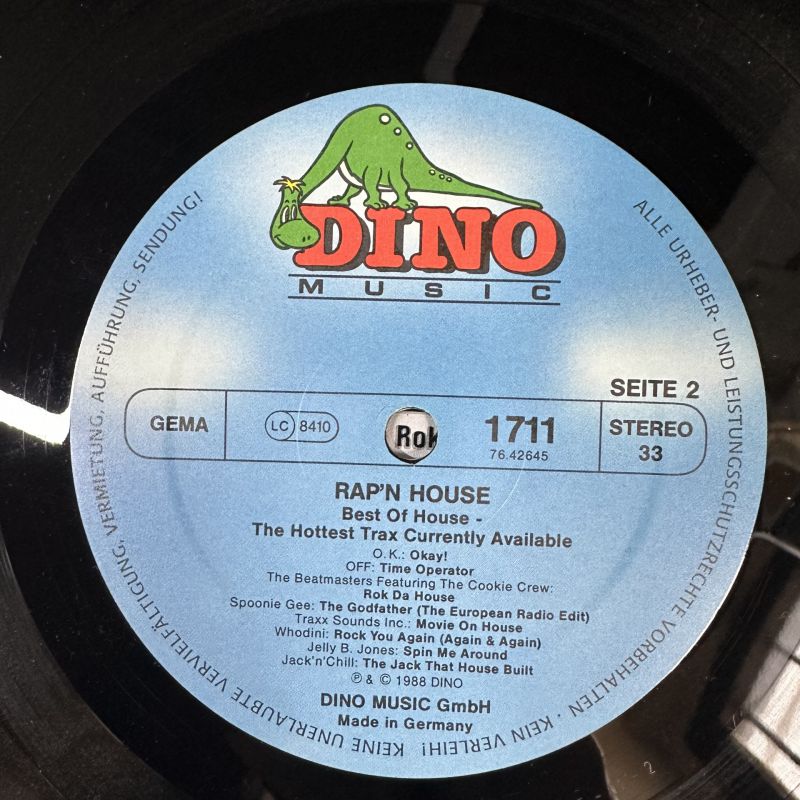 DINO
MUSIC
SEITE 2
GEMA
LC 8410
Rok
1711
76.42645
STEREO
33
RAP'N HOUSE
Best Of House -
The Hottest Trax Currently Available
O.K.: Okay!
OFF: Time Operator
The Beatmasters Featuring The Cookie Crew:
Rok Da House
Spoonie Gee: The Godfather (The European Radio Edit)
Traxx Sounds Inc.: Movie On House
Whodini: Rock You Again (Again & Again)
Jelly B. Jones: Spin Me Around
Jack'n'Chill: The Jack That House Built
℗ & © 1988 DINO
DINO MUSIC GmbH
Made in Germany
ALLE URHEBER- UND LEISTUNGSSCHUTZRECHTE VORBEHALTEN · KEIN VERLEIH! KEINE UNERLAUBTE VERVIELFÄLTIGUNG, VERMIETUNG, AUFFÜHRUNG, SENDUNG!
2